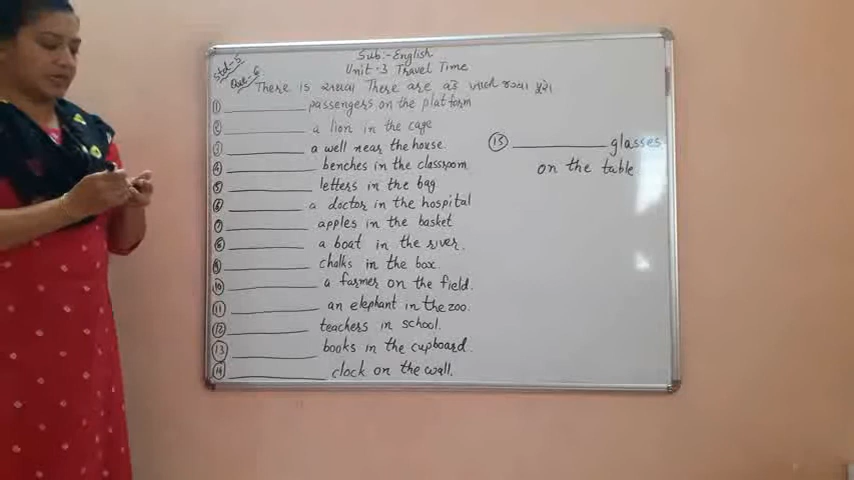 Std-5
Que-6
Sub:-English
Unit-3 Travel Time
There is અથવા There are વડે ખાલી જગ્યા પૂરો
① ________ passengers on the platform
② ________ a lion in the cage
③ ________ a well near the house.
④ ________ benches in the classroom
⑤ ________ letters in the bag
⑥ ________ a doctor in the hospital
⑦ ________ apples in the basket
⑧ ________ a boat in the river.
⑨ ________ chalks in the box.
⑩ ________ a farmer on the field.
⑪ ________ an elephant in the zoo.
⑫ ________ teachers in school.
⑬ ________ books in the cupboard.
⑭ ________ clock on the wall.
⑮ ________ glasses
on the table